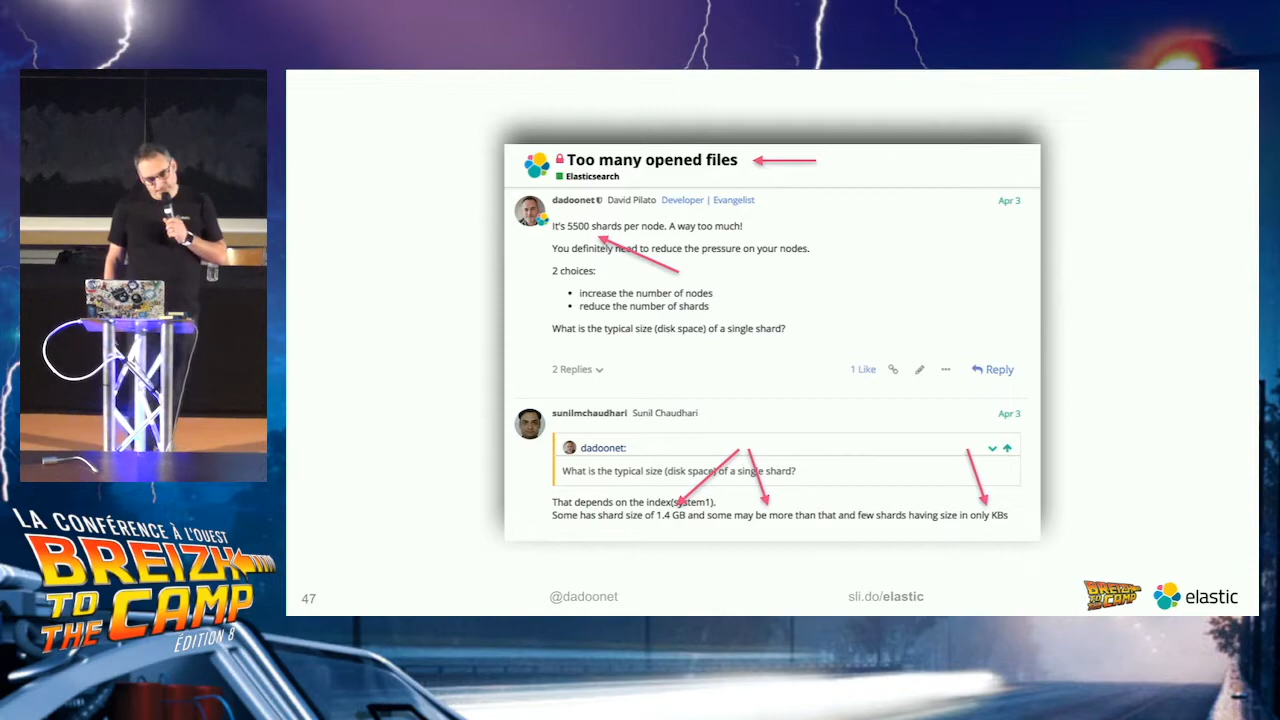 Too many opened files
Elasticsearch
dadoonet David Pilato Developer | Evangelist Apr 3
It's 5500 shards per node. A way too much!
You definitely need to reduce the pressure on your nodes.
2 choices:
• increase the number of nodes
• reduce the number of shards
What is the typical size (disk space) of a single shard?
2 Replies 1 Like Reply
sunilmchaudhari Sunil Chaudhari Apr 3
dadoonet:
What is the typical size (disk space) of a single shard?
That depends on the index(system1).
Some has shard size of 1.4 GB and some may be more than that and few shards having size in only KBs
47 @dadoonet sli.do/elastic BREIZH TO THE CAMP elastic
LA CONFÉRENCE À L'OUEST
BREIZH
TO
THE CAMP
ÉDITION 8